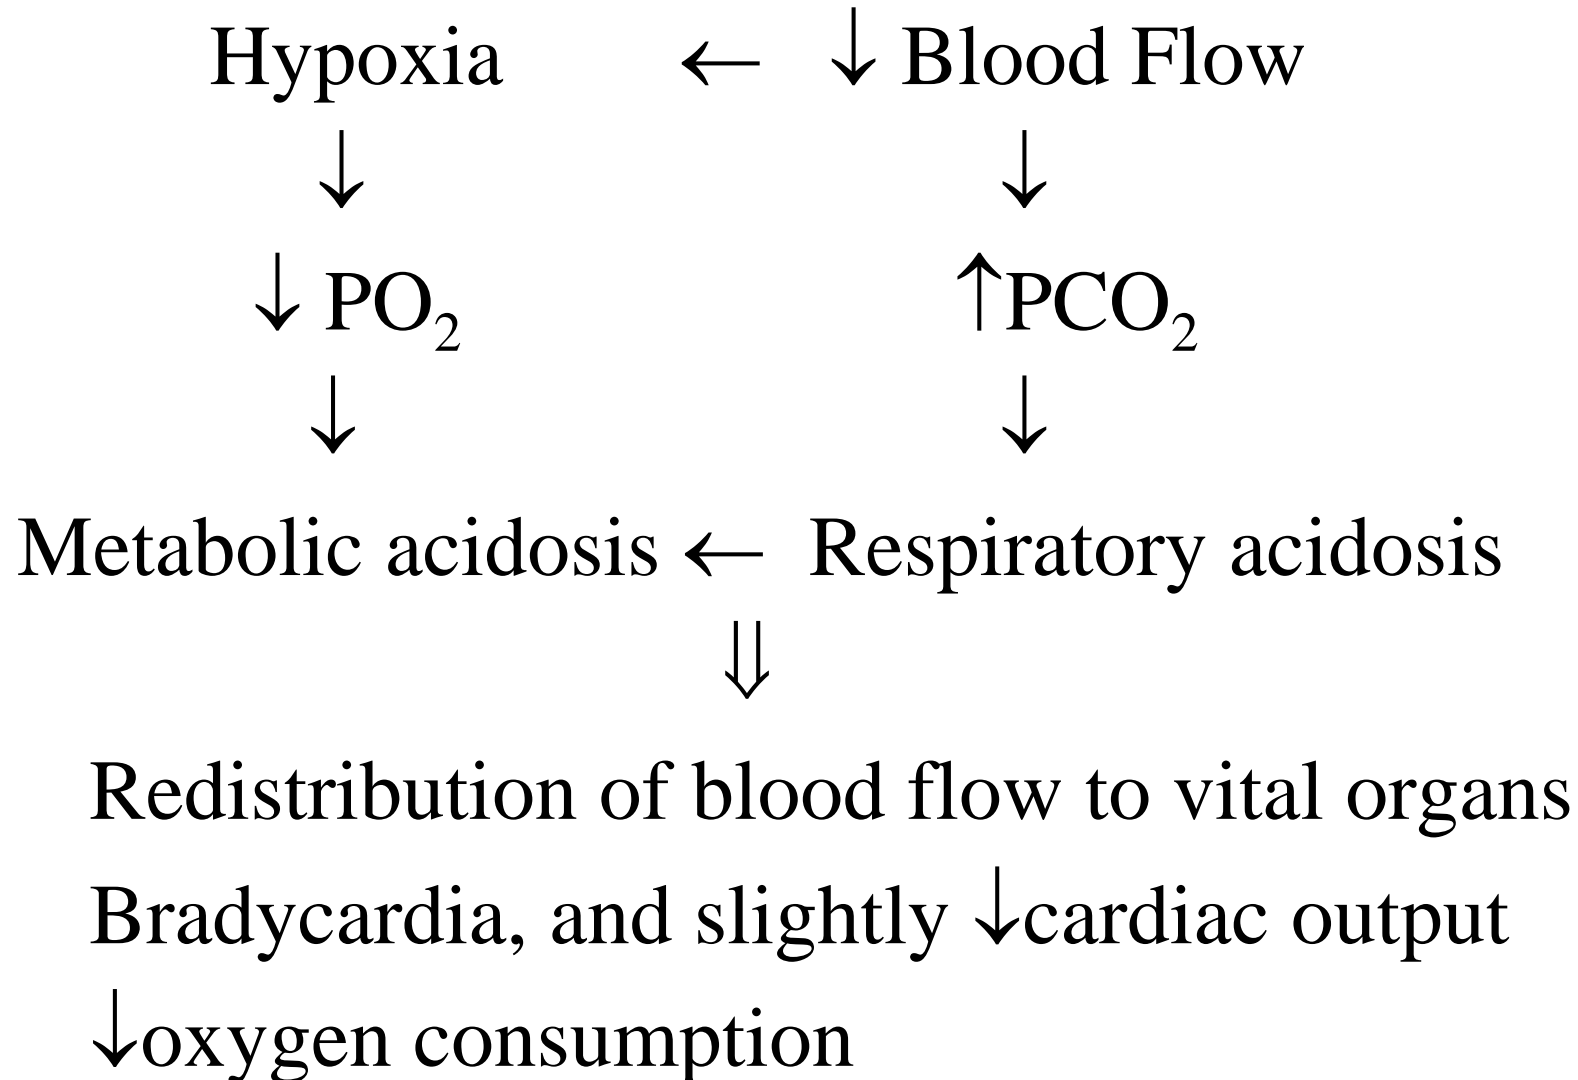 Hypoxia ← ↓ Blood Flow
↓ ↓
↓ PO₂ ↑PCO₂
↓ ↓
Metabolic acidosis ← Respiratory acidosis
⇓
Redistribution of blood flow to vital organs
Bradycardia, and slightly ↓cardiac output
↓oxygen consumption